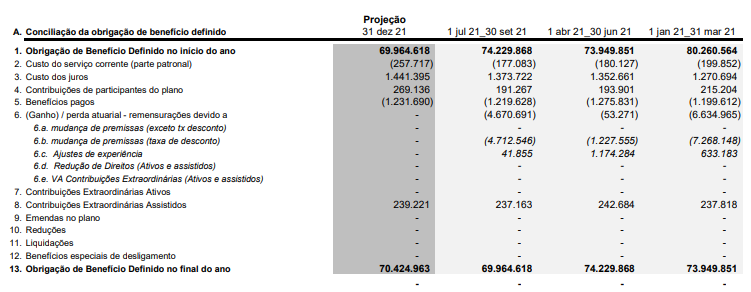 Projeção
A. Conciliação da obrigação de benefício definido 31 dez 21 1 jul 21_30 set 21 1 abr 21_30 jun 21 1 jan 21_31 mar 21
1. Obrigação de Benefício Definido no início do ano 69.964.618 74.229.868 73.949.851 80.260.564
2. Custo do serviço corrente (parte patronal) (257.717) (177.083) (180.127) (199.852)
3. Custo dos juros 1.441.395 1.373.722 1.352.661 1.270.694
4. Contribuições de participantes do plano 269.136 191.267 193.901 215.204
5. Benefícios pagos (1.231.690) (1.219.628) (1.275.831) (1.199.612)
6. (Ganho) / perda atuarial - remensurações devido a - (4.670.691) (53.271) (6.634.965)
6.a. mudança de premissas (exceto tx desconto) - - - -
6.b. mudança de premissas (taxa de desconto) - (4.712.546) (1.227.555) (7.268.148)
6.c. Ajustes de experiência - 41.855 1.174.284 633.183
6.d. Redução de Direitos (Ativos e assistidos) - - - -
6.e. VA Contribuições Extraordinárias (Ativos e assistidos) - - - -
7. Contribuições Extraordinárias Ativos - - - -
8. Contribuições Extraordinárias Assistidos 239.221 237.163 242.684 237.818
9. Emendas no plano - - - -
10. Reduções - - - -
11. Liquidações - - - -
12. Benefícios especiais de desligamento - - - -
13. Obrigação de Benefício Definido no final do ano 70.424.963 69.964.618 74.229.868 73.949.851
- - - -